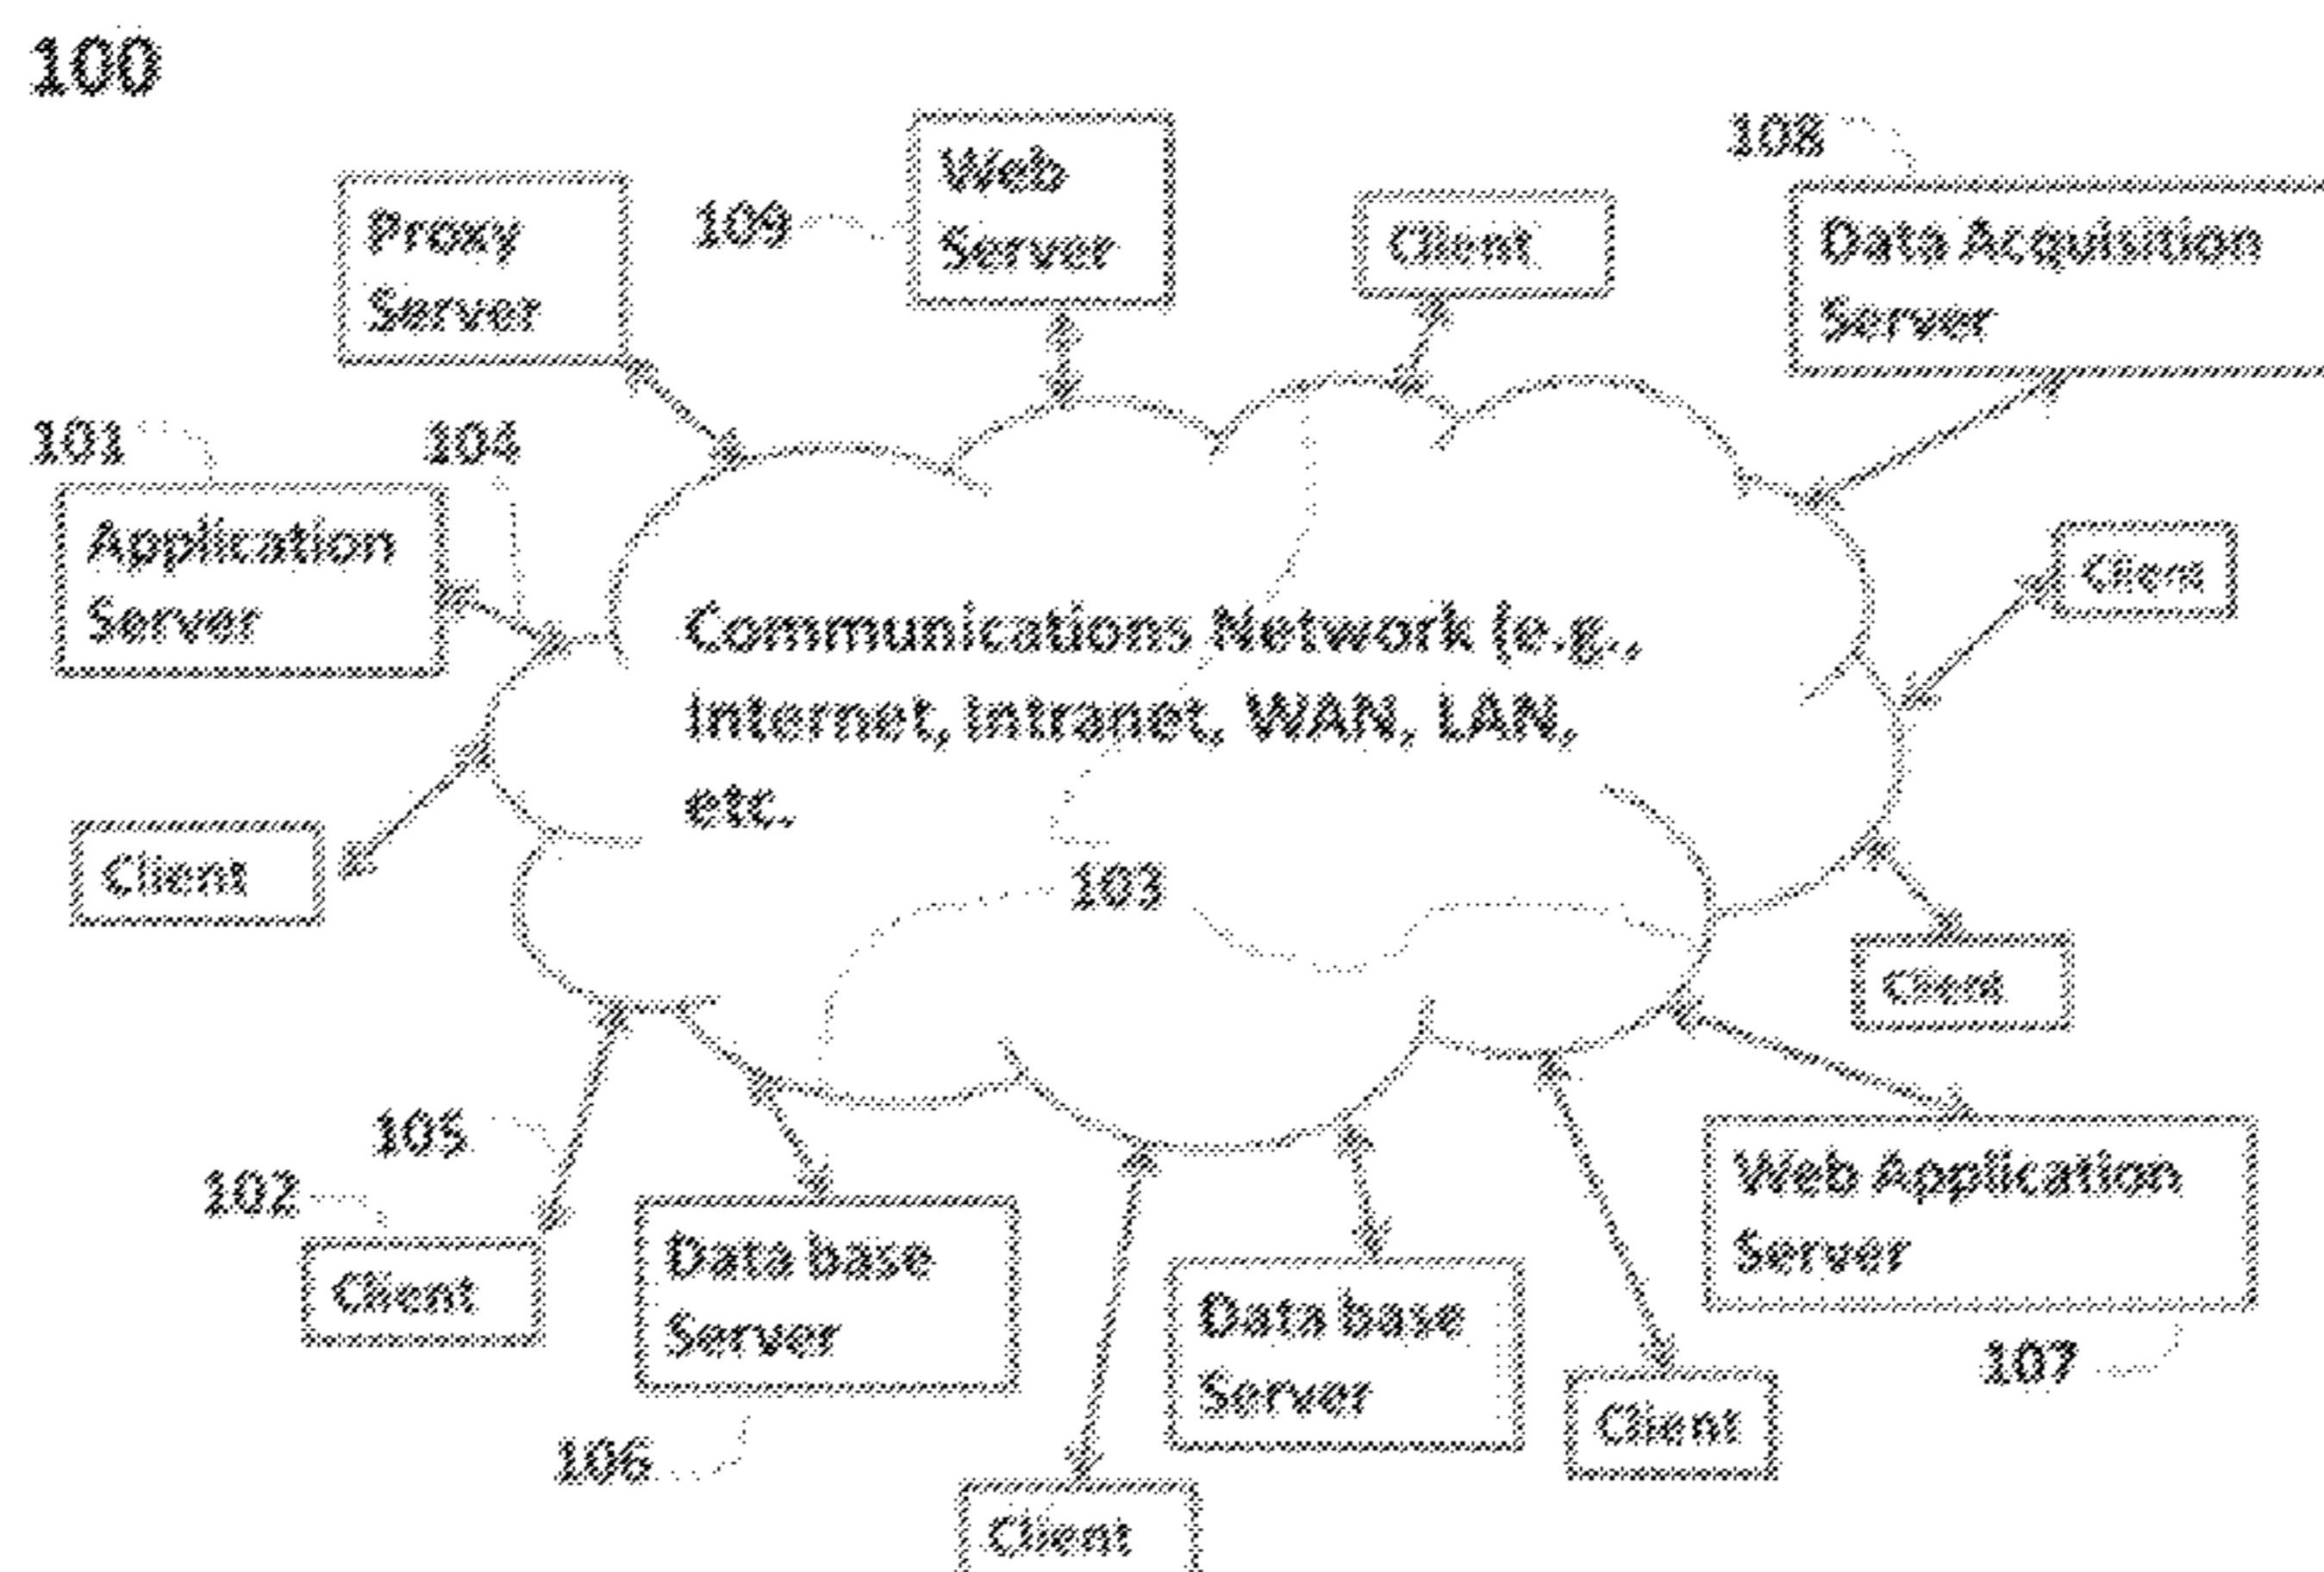 100
108
Web
Server
109
Proxy
Server
Client
Data Acquisition
Server
101
104
Application
Server
Client
Communications Network (e.g.,
Internet, Intranet, WAN, LAN,
etc.
Client
103
Client
105
102
Client
Data base
Server
Data base
Server
Web Application
Server
107
106
Client
Client